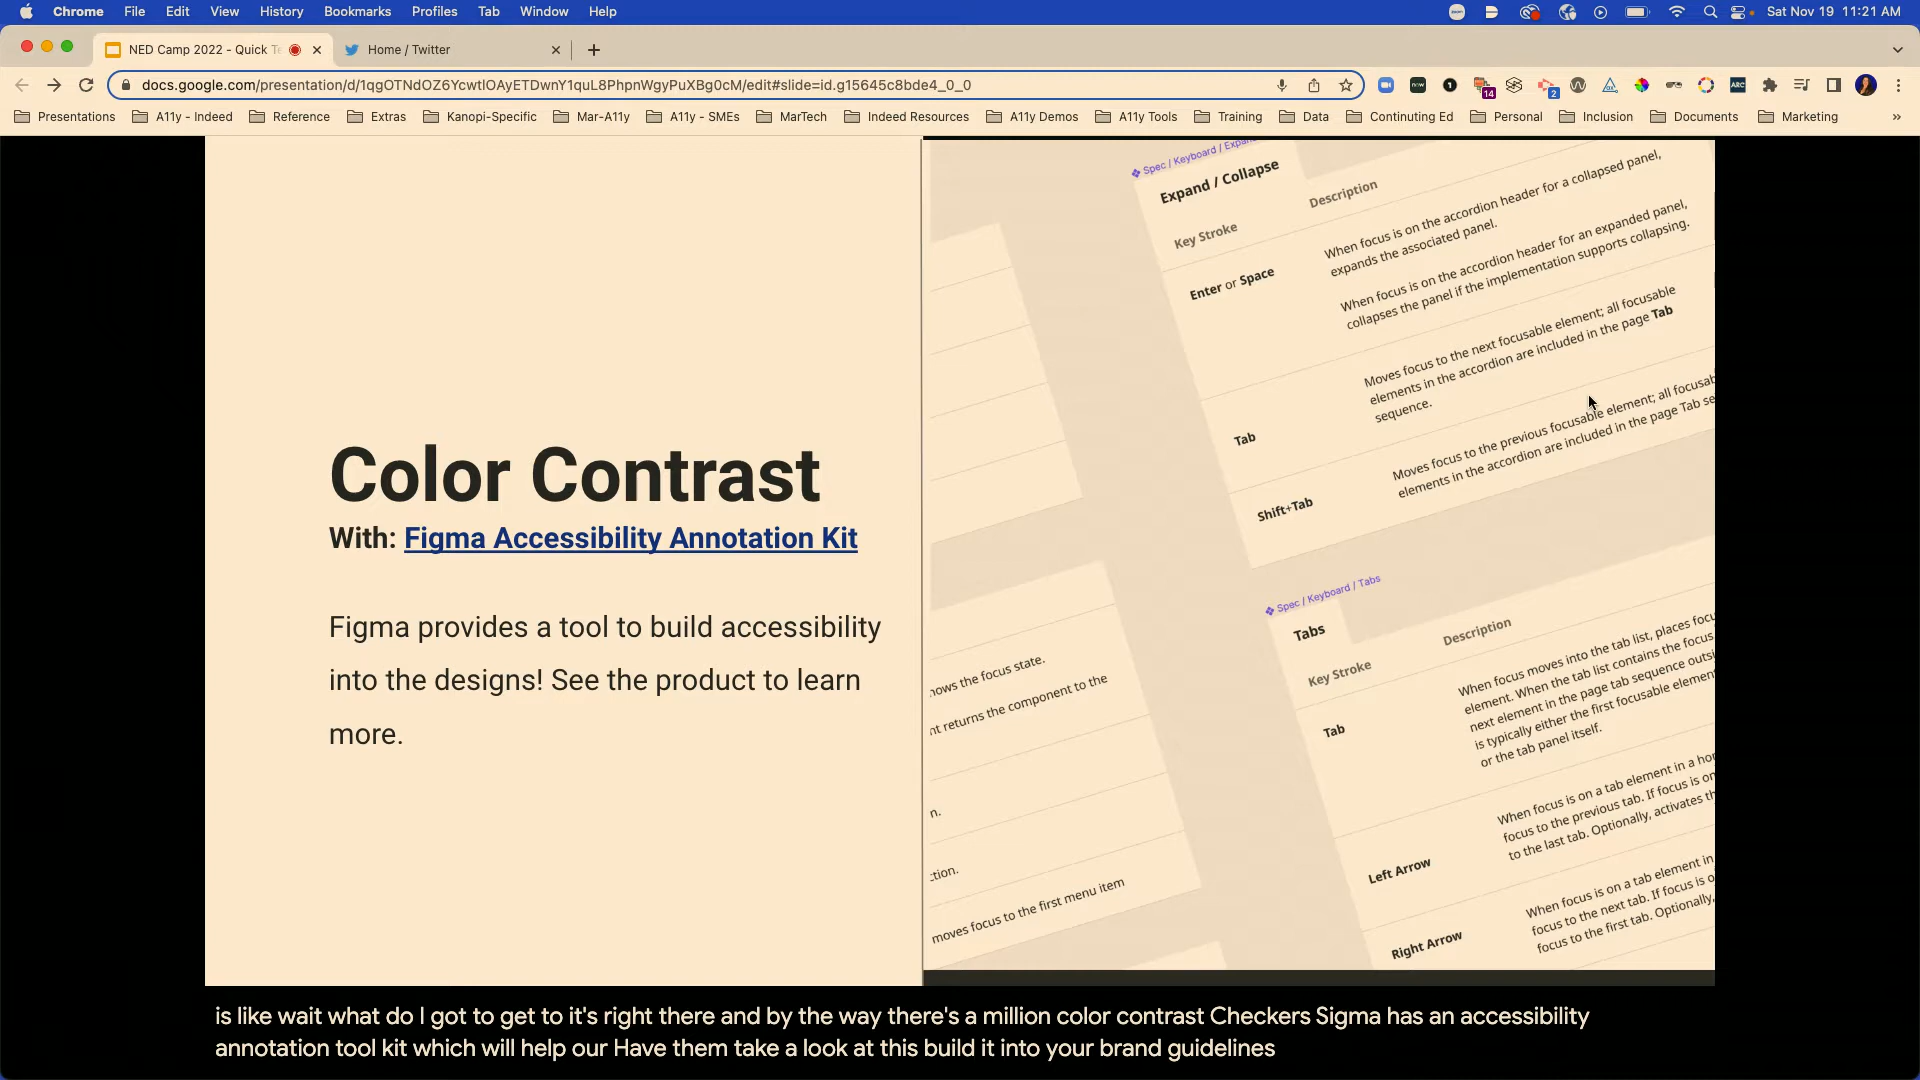 Chrome File Edit View History Bookmarks Profiles Tab Window Help
Sat Nov 19 11:21 AM
NED Camp 2022 - Quick
Home / Twitter
docs.google.com/presentation/d/1qgOTNdOZ6YcwtlOAyETDwnY1quL8PhpnWgyPuXBg0cM/edit#slide=id.g15645c8bde4_0_0
14
2
ARC
Presentations A11y - Indeed Reference Extras Kanopi-Specific Mar-A11y A11y - SMEs MarTech Indeed Resources A11y Demos A11y Tools Training Data Continuting Ed Personal Inclusion Documents Marketing
Color Contrast
With: Figma Accessibility Annotation Kit
Figma provides a tool to build accessibility
into the designs! See the product to learn
more.
hows the focus state.
nt returns the component to the
n.
ction.
moves focus to the first menu item
Spec / Keyboard / Expan
Expand / Collapse
Key Stroke Description
Enter or Space
When focus is on the accordion header for a collapsed panel,
expands the associated panel.
When focus is on the accordion header for an expanded panel,
collapses the panel if the implementation supports collapsing.
Tab
Moves focus to the next focusable element; all focusable
elements in the accordion are included in the page Tab
sequence.
Shift+Tab
Moves focus to the previous focusable element; all focusab
elements in the accordion are included in the page Tab se
Spec / Keyboard / Tabs
Tabs
Key Stroke Description
Tab
When focus moves into the tab list, places focu
element. When the tab list contains the focus
next element in the page tab sequence outsi
is typically either the first focusable elemen
or the tab panel itself.
Left Arrow
When focus is on a tab element in a hor
focus to the previous tab. If focus is on
to the last tab. Optionally, activates th
Right Arrow
When focus is on a tab element in
focus to the next tab. If focus is o
focus to the first tab. Optionally,
is like wait what do I got to get to it's right there and by the way there's a million color contrast Checkers Sigma has an accessibility
annotation tool kit which will help our Have them take a look at this build it into your brand guidelines